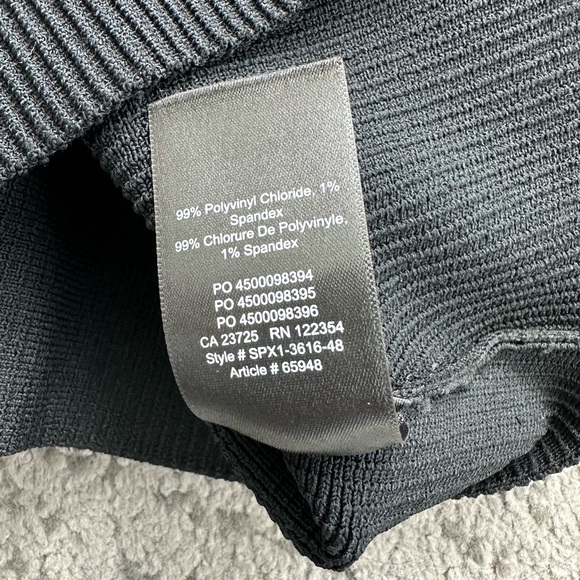 99% Polyvinyl Chloride, 1%
Spandex
99% Chlorure De Polyvinyle,
1% Spandex
PO 4500098394
PO 4500098395
PO 4500098396
CA 23725 RN 122354
Style # SPX1-3616-48
Article # 65948